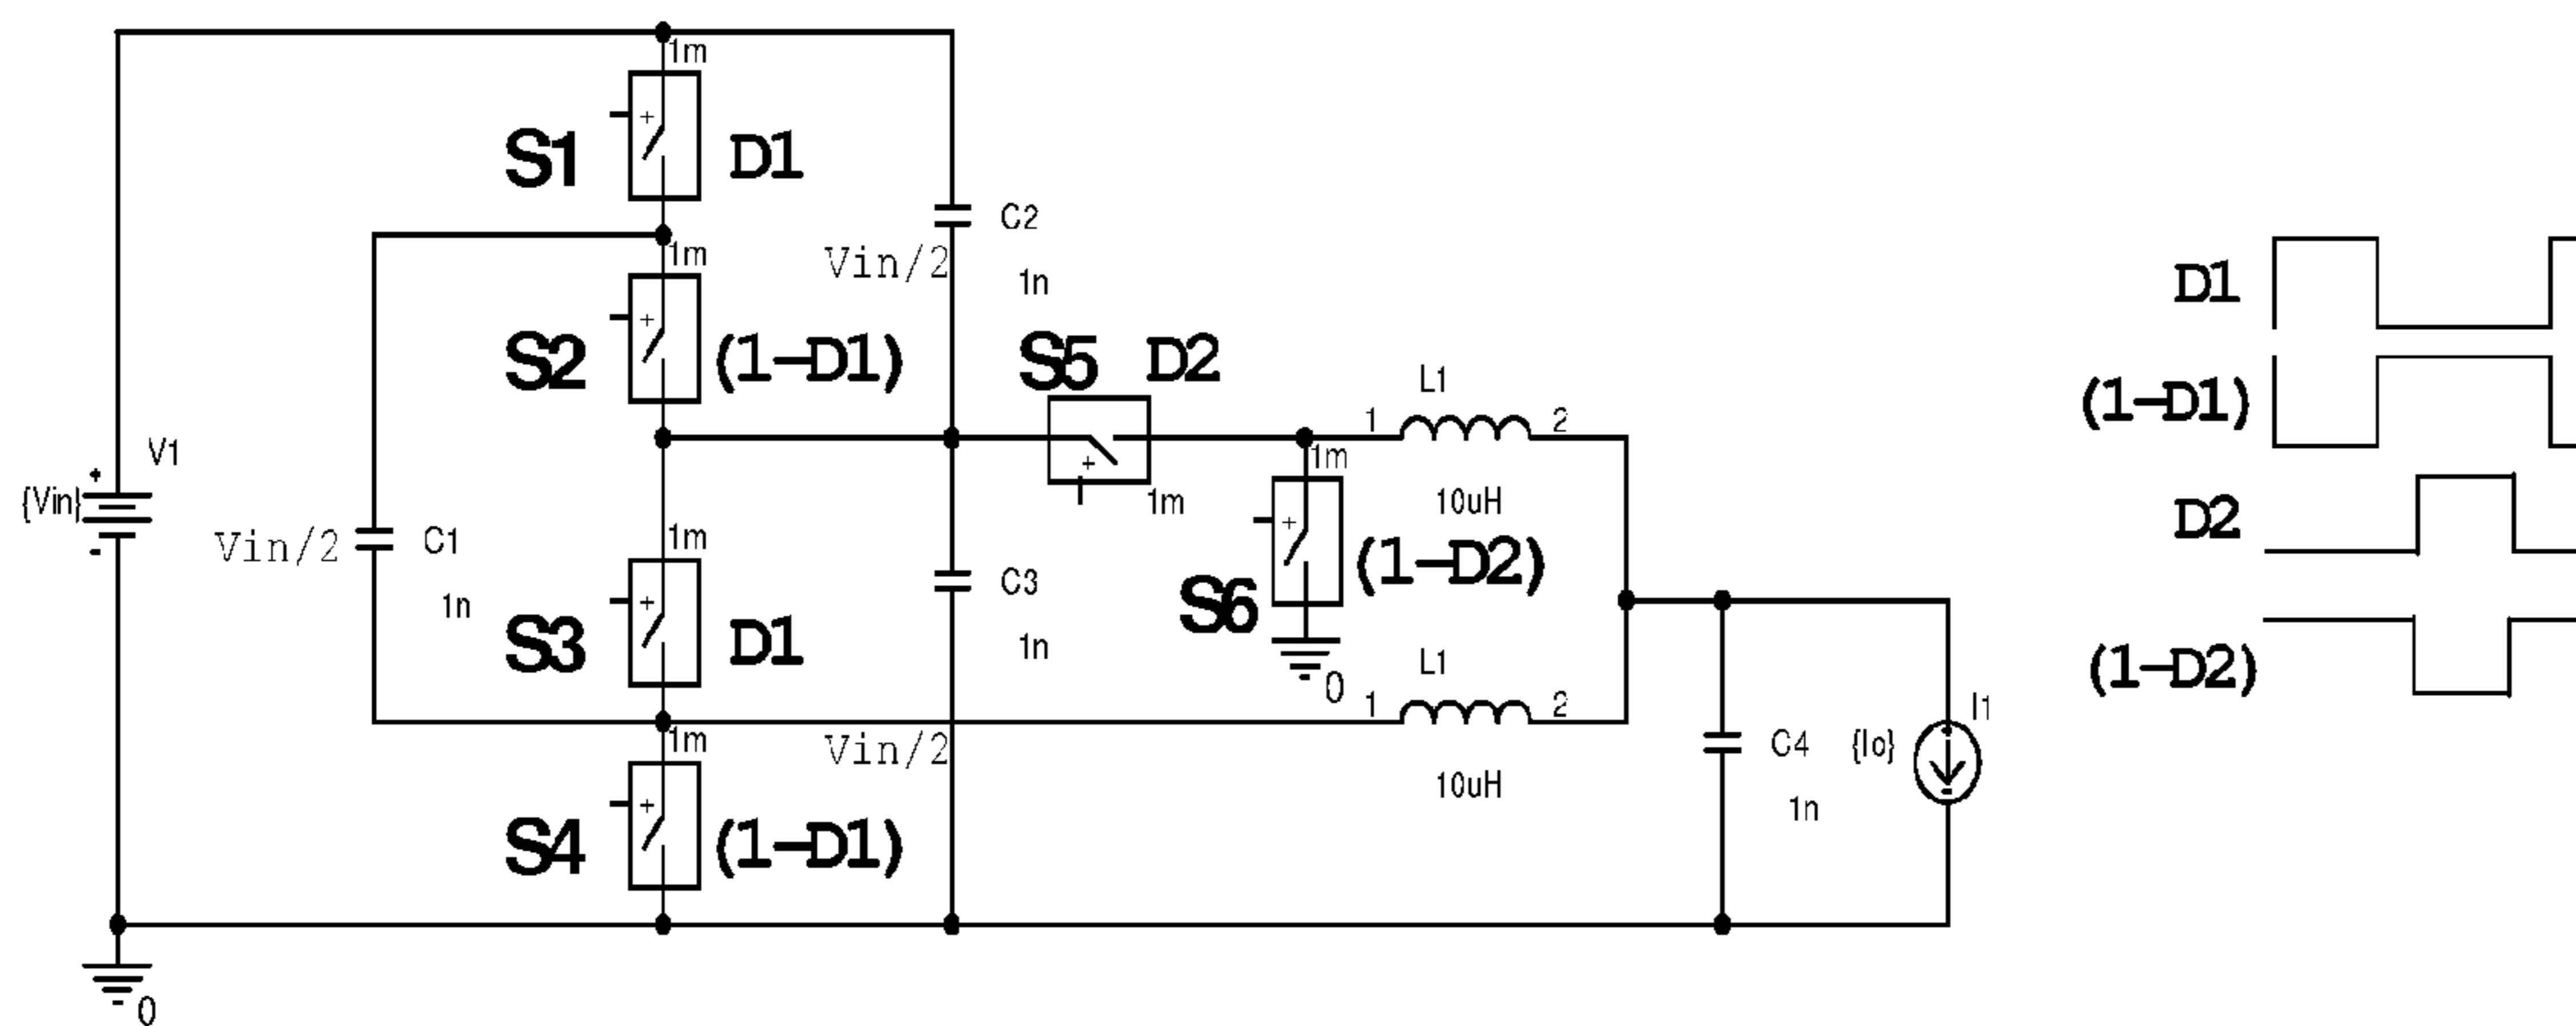 1m
S1 D1
1m
S2 (1-D1)
C2
Vin/2
1n
S5 D2
1m
V1
{Vin}
+
-
Vin/2
C1
1n
1m
S3 D1
C3
1n
1m
S6 (1-D2)
0
L1
1 2
10uH
L1
1 2
10uH
Vin/2
1m
S4 (1-D1)
C4
1n
{Io}
I1
0
D1
(1-D1)
D2
(1-D2)